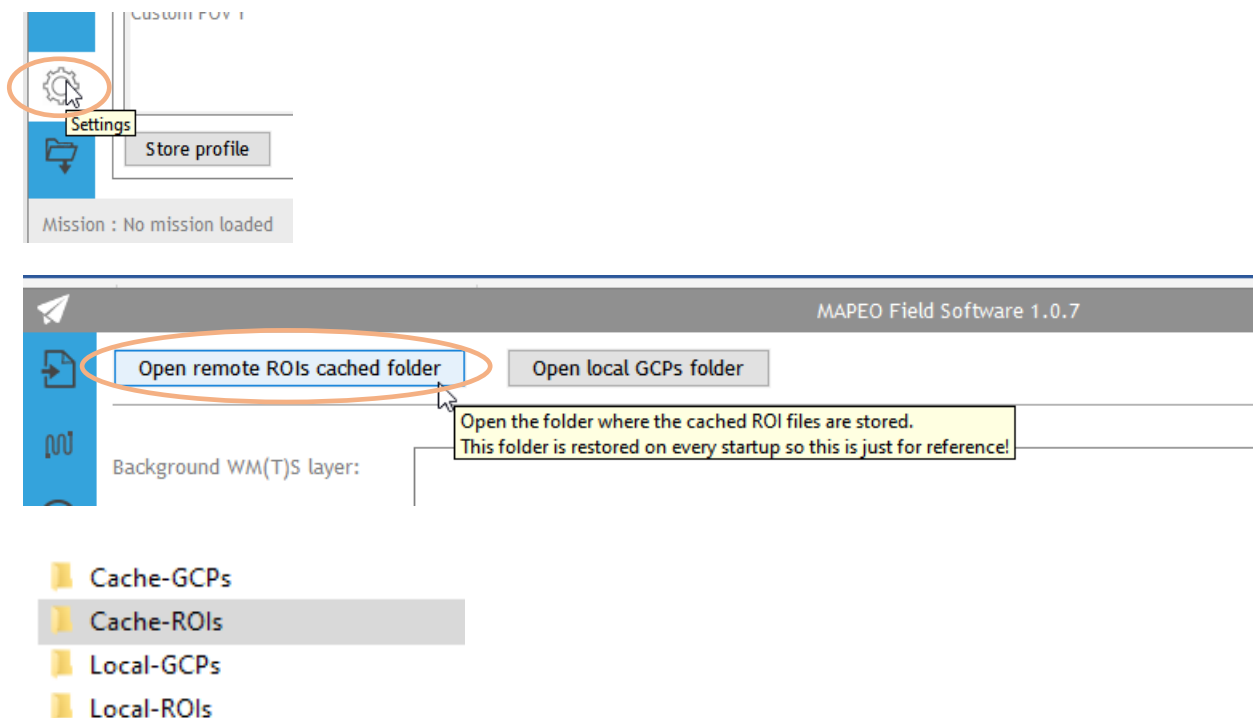 Custom FOV Y
Settings
Store profile
Mission : No mission loaded
MAPEO Field Software 1.0.7
Open remote ROIs cached folder
Open local GCPs folder
Open the folder where the cached ROI files are stored.
This folder is restored on every startup so this is just for reference!
Background WM(T)S layer:
Cache-GCPs
Cache-ROIs
Local-GCPs
Local-ROIs